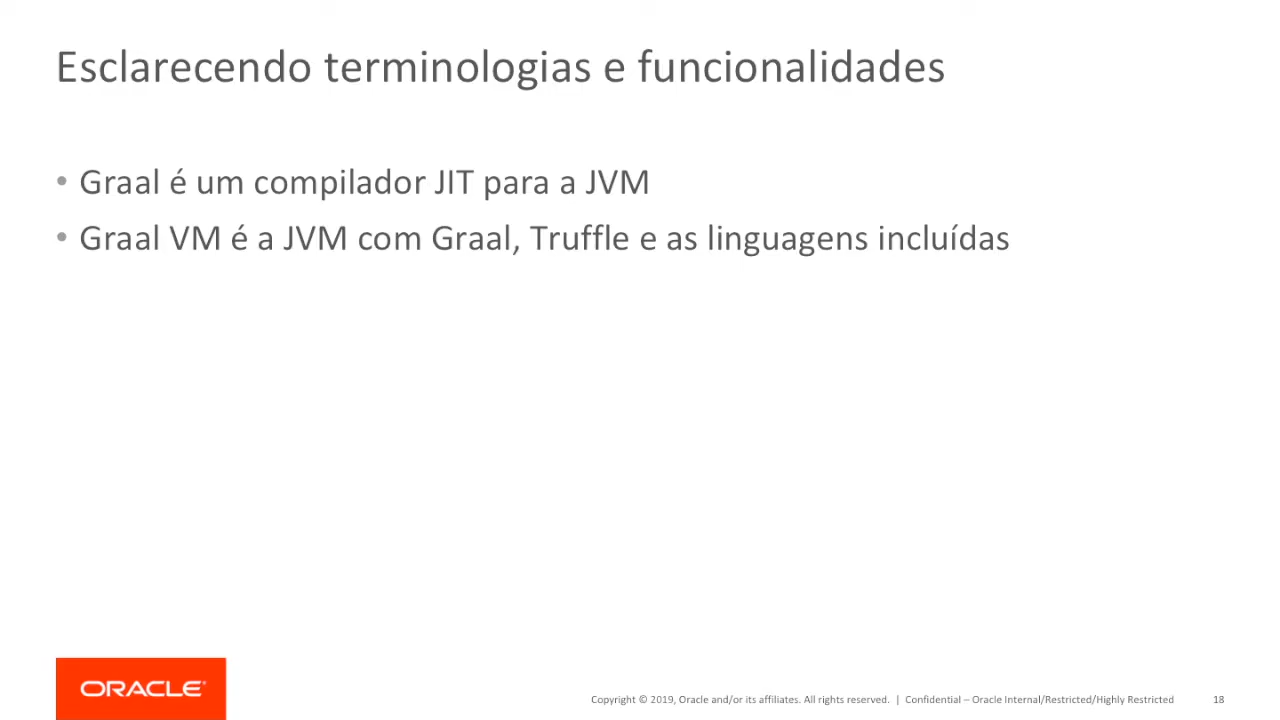 Esclarecendo terminologias e funcionalidades
• Graal é um compilador JIT para a JVM
• Graal VM é a JVM com Graal, Truffle e as linguagens incluídas
ORACLE®
Copyright © 2019, Oracle and/or its affiliates. All rights reserved. | Confidential – Oracle Internal/Restricted/Highly Restricted 18